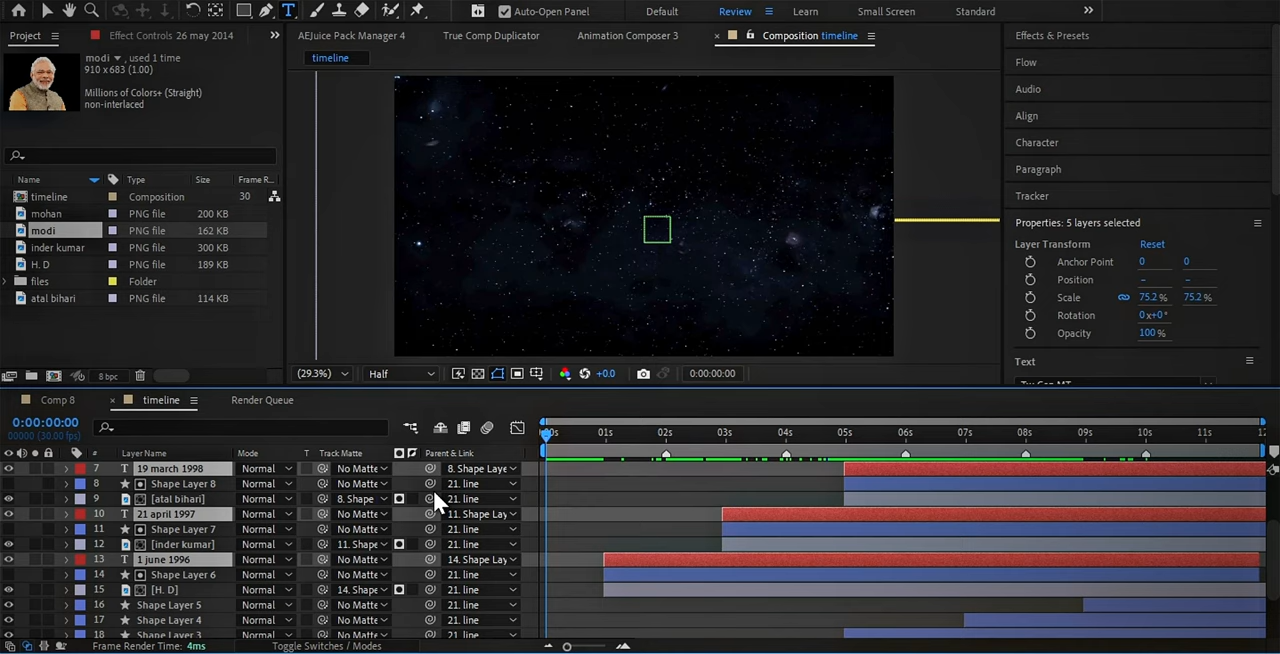 T
Auto-Open Panel
Default
Review
Learn
Small Screen
Standard
Project
Effect Controls 26 may 2014
AEJuice Pack Manager 4
True Comp Duplicator
Animation Composer 3
Composition timeline
Effects & Presets
modi , used 1 time
910 x 683 (1.00)
Millions of Colors+ (Straight)
non-interlaced
timeline
Flow
Audio
Align
Character
Paragraph
Tracker
Name Type Size Frame R...
timeline Composition 30
mohan PNG file 200 KB
modi PNG file 162 KB
inder kumar PNG file 300 KB
H. D PNG file 189 KB
files Folder
atal bihari PNG file 114 KB
Properties: 5 layers selected
Layer Transform Reset
Anchor Point 0 0
Position – –
Scale 75.2 % 75.2 %
Rotation 0x+0°
Opacity 100 %
Text
8 bpc
(29.3%) Half +0.0 0:00:00:00
Comp 8 timeline Render Queue
0:00:00:00
00000 (30.00 fps)
:00s 01s 02s 03s 04s 05s 06s 07s 08s 09s 10s 11s 12
# Layer Name Mode T Track Matte Parent & Link
7 T 19 march 1998 Normal No Matte 8. Shape Laye
8 Shape Layer 8 Normal No Matte 21. line
9 [atal bihari] Normal 8. Shape 21. line
10 T 21 april 1997 Normal No Matte 11. Shape Lay
11 Shape Layer 7 Normal No Matte 21. line
12 [inder kumar] Normal 11. Shape 21. line
13 T 1 june 1996 Normal No Matte 14. Shape Lay
14 Shape Layer 6 Normal No Matte 21. line
15 [H. D] Normal 14. Shape 21. line
16 Shape Layer 5 Normal No Matte 21. line
17 Shape Layer 4 Normal No Matte 21. line
18 Shape Layer 3 Normal No Matte 21. line
Frame Render Time: 4ms
Toggle Switches / Modes